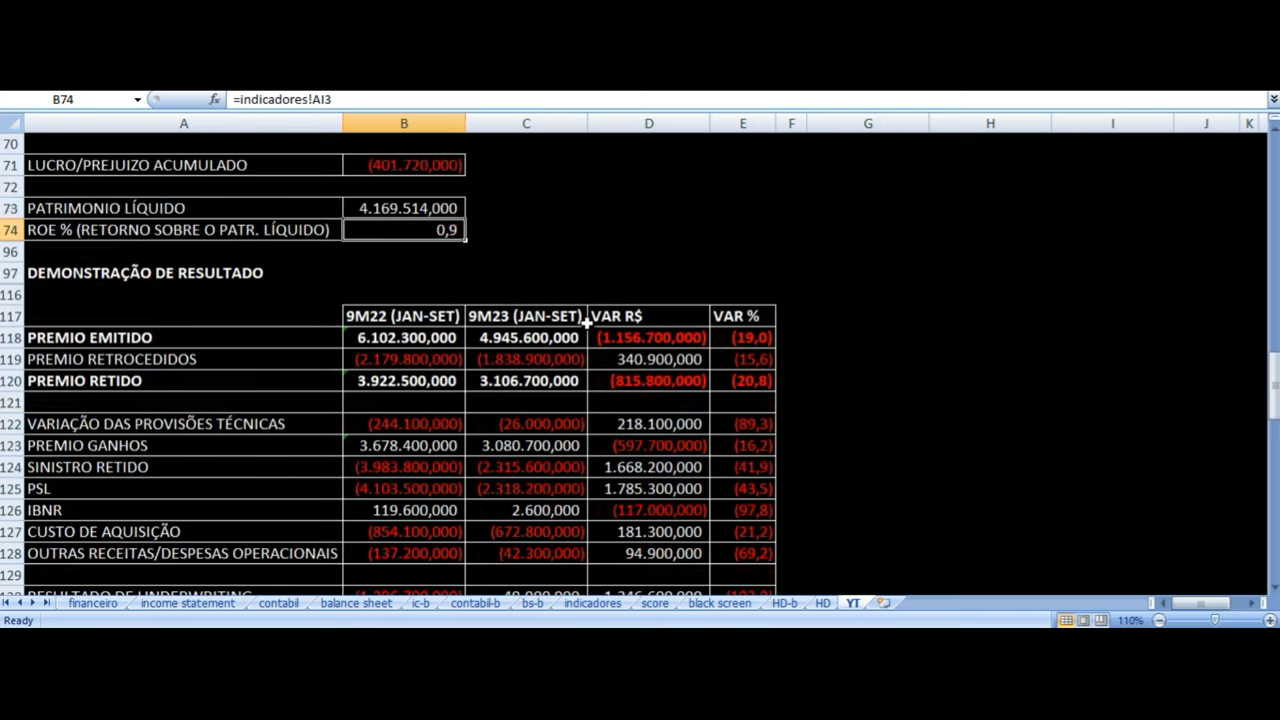 B74 =indicadores!AI3
A B C D E F G H I J K
70
71 LUCRO/PREJUIZO ACUMULADO (401.720,000)
72
73 PATRIMONIO LÍQUIDO 4.169.514,000
74 ROE % (RETORNO SOBRE O PATR. LÍQUIDO) 0,9
96
97 DEMONSTRAÇÃO DE RESULTADO
116
117 9M22 (JAN-SET) 9M23 (JAN-SET) VAR R$ VAR %
118 PREMIO EMITIDO 6.102.300,000 4.945.600,000 (1.156.700,000) (19,0)
119 PREMIO RETROCEDIDOS (2.179.800,000) (1.838.900,000) 340.900,000 (15,6)
120 PREMIO RETIDO 3.922.500,000 3.106.700,000 (815.800,000) (20,8)
121
122 VARIAÇÃO DAS PROVISÕES TÉCNICAS (244.100,000) (26.000,000) 218.100,000 (89,3)
123 PREMIO GANHOS 3.678.400,000 3.080.700,000 (597.700,000) (16,2)
124 SINISTRO RETIDO (3.983.800,000) (2.315.600,000) 1.668.200,000 (41,9)
125 PSL (4.103.500,000) (2.318.200,000) 1.785.300,000 (43,5)
126 IBNR 119.600,000 2.600,000 (117.000,000) (97,8)
127 CUSTO DE AQUISIÇÃO (854.100,000) (672.800,000) 181.300,000 (21,2)
128 OUTRAS RECEITAS/DESPESAS OPERACIONAIS (137.200,000) (42.300,000) 94.900,000 (69,2)
129
financeiro income statement contabil balance sheet ic-b contabil-b bs-b indicadores score black screen HD-b HD YT
Ready 110%